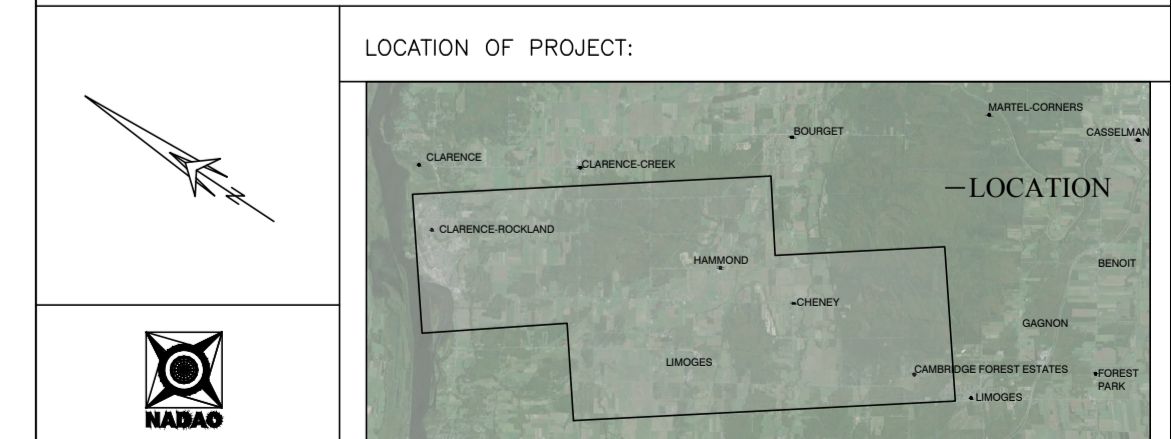 LOCATION OF PROJECT:
MARTEL-CORNERS
CASSELMAN
BOURGET
CLARENCE
CLARENCE-CREEK
LOCATION
CLARENCE-ROCKLAND
N
HAMMOND
BENOIT
CHENEY
GAGNON
LIMOGES
CAMBRIDGE FOREST ESTATES
FOREST
PARK
LIMOGES
NADAO